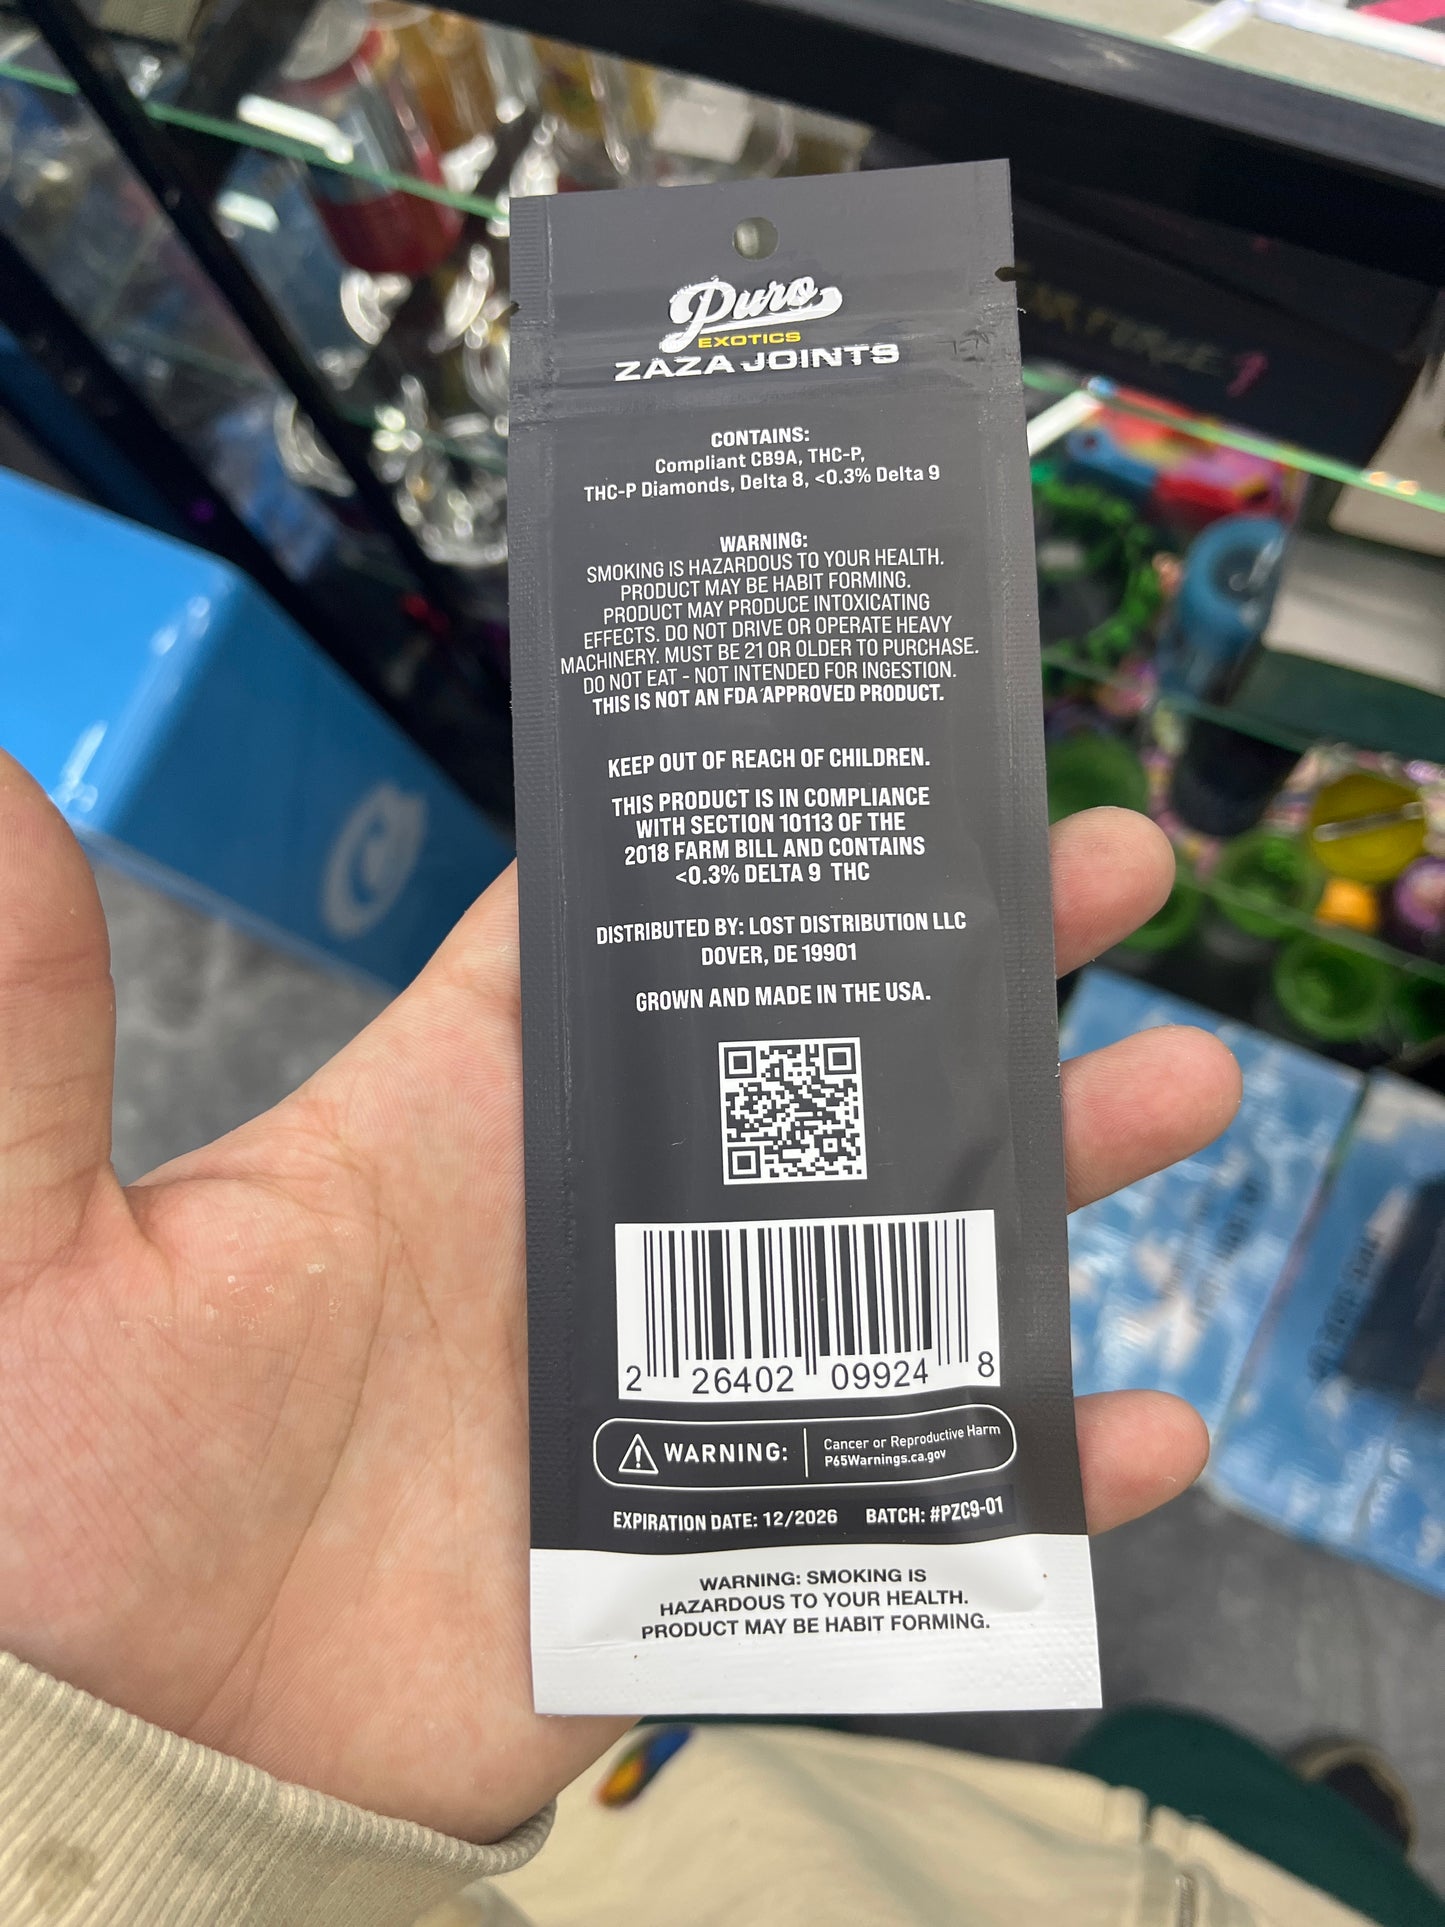 Puro
EXOTICS
ZAZA JOINTS
CONTAINS:
Compliant CB9A, THC-P,
THC-P Diamonds, Delta 8, <0.3% Delta 9
WARNING:
SMOKING IS HAZARDOUS TO YOUR HEALTH.
PRODUCT MAY BE HABIT FORMING.
PRODUCT MAY PRODUCE INTOXICATING
EFFECTS. DO NOT DRIVE OR OPERATE HEAVY
MACHINERY. MUST BE 21 OR OLDER TO PURCHASE.
DO NOT EAT - NOT INTENDED FOR INGESTION.
THIS IS NOT AN FDA APPROVED PRODUCT.
KEEP OUT OF REACH OF CHILDREN.
THIS PRODUCT IS IN COMPLIANCE
WITH SECTION 10113 OF THE
2018 FARM BILL AND CONTAINS
<0.3% DELTA 9 THC
DISTRIBUTED BY: LOST DISTRIBUTION LLC
DOVER, DE 19901
GROWN AND MADE IN THE USA.
2 26402 09924 8
WARNING: Cancer or Reproductive Harm
P65Warnings.ca.gov
EXPIRATION DATE: 12/2026 BATCH: #PZC9-01
WARNING: SMOKING IS
HAZARDOUS TO YOUR HEALTH.
PRODUCT MAY BE HABIT FORMING.